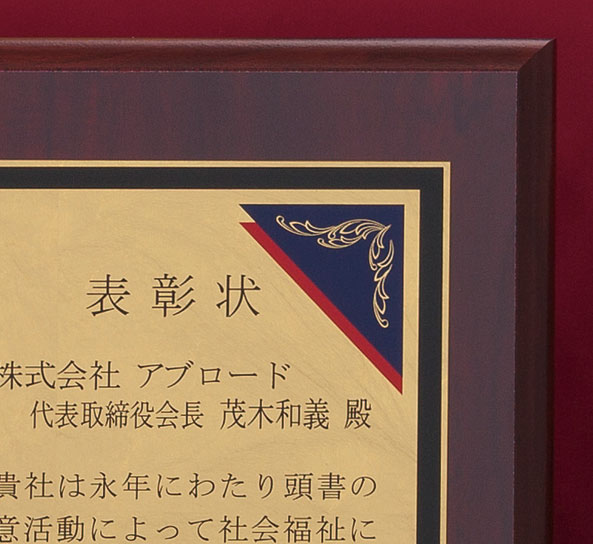 表彰状
株式会社 アブロード
代表取締役会長 茂木和義 殿
貴社は永年にわたり頭書の
意活動によって社会福祉に